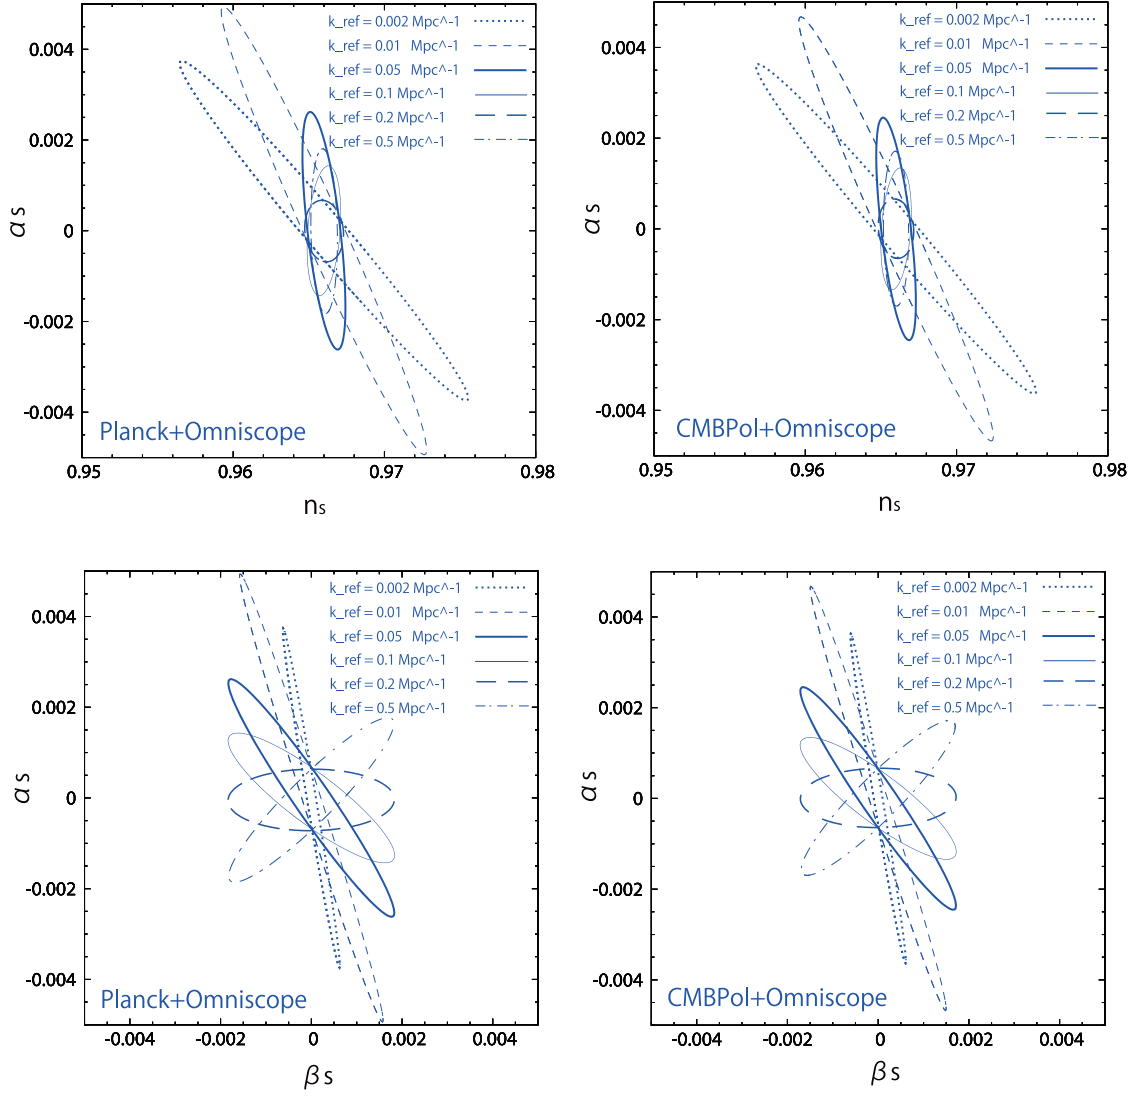 k_ref = 0.002 Mpc^-1
k_ref = 0.01 Mpc^-1
k_ref = 0.05 Mpc^-1
k_ref = 0.1 Mpc^-1
k_ref = 0.2 Mpc^-1
k_ref = 0.5 Mpc^-1
0.004
0.002
0
-0.002
-0.004
αs
Planck+Omniscope
0.95 0.96 0.97 0.98
ns
k_ref = 0.002 Mpc^-1
k_ref = 0.01 Mpc^-1
k_ref = 0.05 Mpc^-1
k_ref = 0.1 Mpc^-1
k_ref = 0.2 Mpc^-1
k_ref = 0.5 Mpc^-1
0.004
0.002
0
-0.002
-0.004
αs
CMBPol+Omniscope
0.95 0.96 0.97 0.98
ns
k_ref = 0.002 Mpc^-1
k_ref = 0.01 Mpc^-1
k_ref = 0.05 Mpc^-1
k_ref = 0.1 Mpc^-1
k_ref = 0.2 Mpc^-1
k_ref = 0.5 Mpc^-1
0.004
0.002
0
-0.002
-0.004
αs
Planck+Omniscope
-0.004 -0.002 0 0.002 0.004
βs
k_ref = 0.002 Mpc^-1
k_ref = 0.01 Mpc^-1
k_ref = 0.05 Mpc^-1
k_ref = 0.1 Mpc^-1
k_ref = 0.2 Mpc^-1
k_ref = 0.5 Mpc^-1
0.004
0.002
0
-0.002
-0.004
αs
CMBPol+Omniscope
-0.004 -0.002 0 0.002 0.004
βs